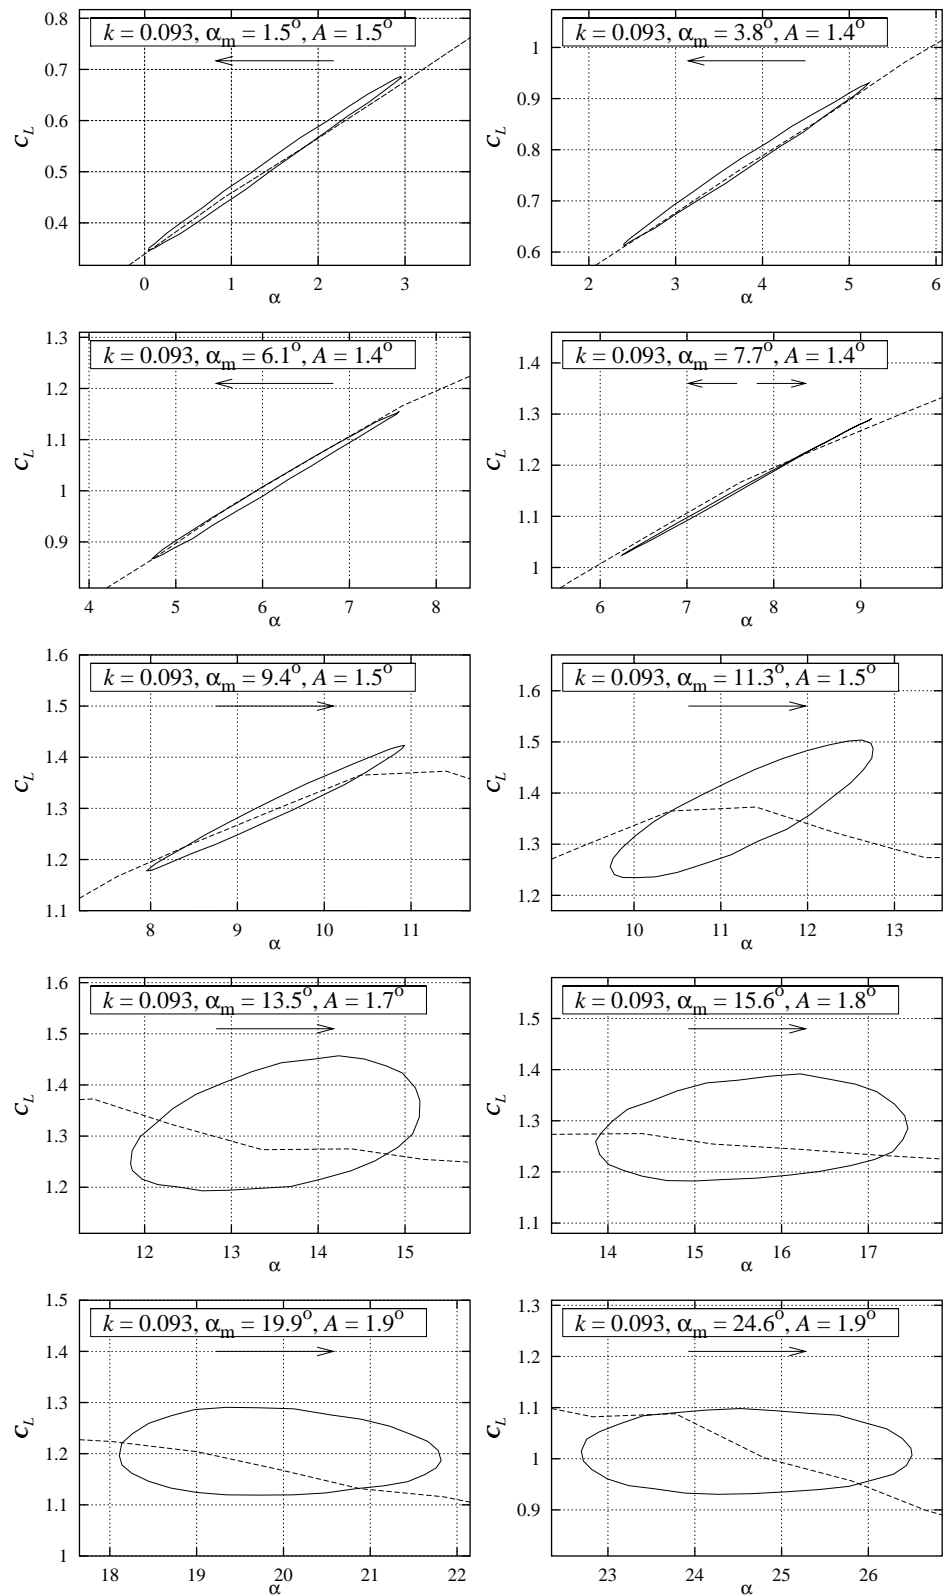 k = 0.093, αm = 1.5o, A = 1.5o
0.8
0.7
0.6
0.5
0.4
CL
0 1 2 3
α
k = 0.093, αm = 3.8o, A = 1.4o
1
0.9
0.8
0.7
0.6
CL
2 3 4 5 6
α
k = 0.093, αm = 6.1o, A = 1.4o
1.3
1.2
1.1
1
0.9
CL
4 5 6 7 8
α
k = 0.093, αm = 7.7o, A = 1.4o
1.4
1.3
1.2
1.1
1
CL
6 7 8 9
α
k = 0.093, αm = 9.4o, A = 1.5o
1.6
1.5
1.4
1.3
1.2
1.1
CL
8 9 10 11
α
k = 0.093, αm = 11.3o, A = 1.5o
1.6
1.5
1.4
1.3
1.2
CL
10 11 12 13
α
k = 0.093, αm = 13.5o, A = 1.7o
1.6
1.5
1.4
1.3
1.2
CL
12 13 14 15
α
k = 0.093, αm = 15.6o, A = 1.8o
1.5
1.4
1.3
1.2
1.1
CL
14 15 16 17
α
k = 0.093, αm = 19.9o, A = 1.9o
1.5
1.4
1.3
1.2
1.1
1
CL
18 19 20 21 22
α
k = 0.093, αm = 24.6o, A = 1.9o
1.3
1.2
1.1
1
0.9
CL
23 24 25 26
α